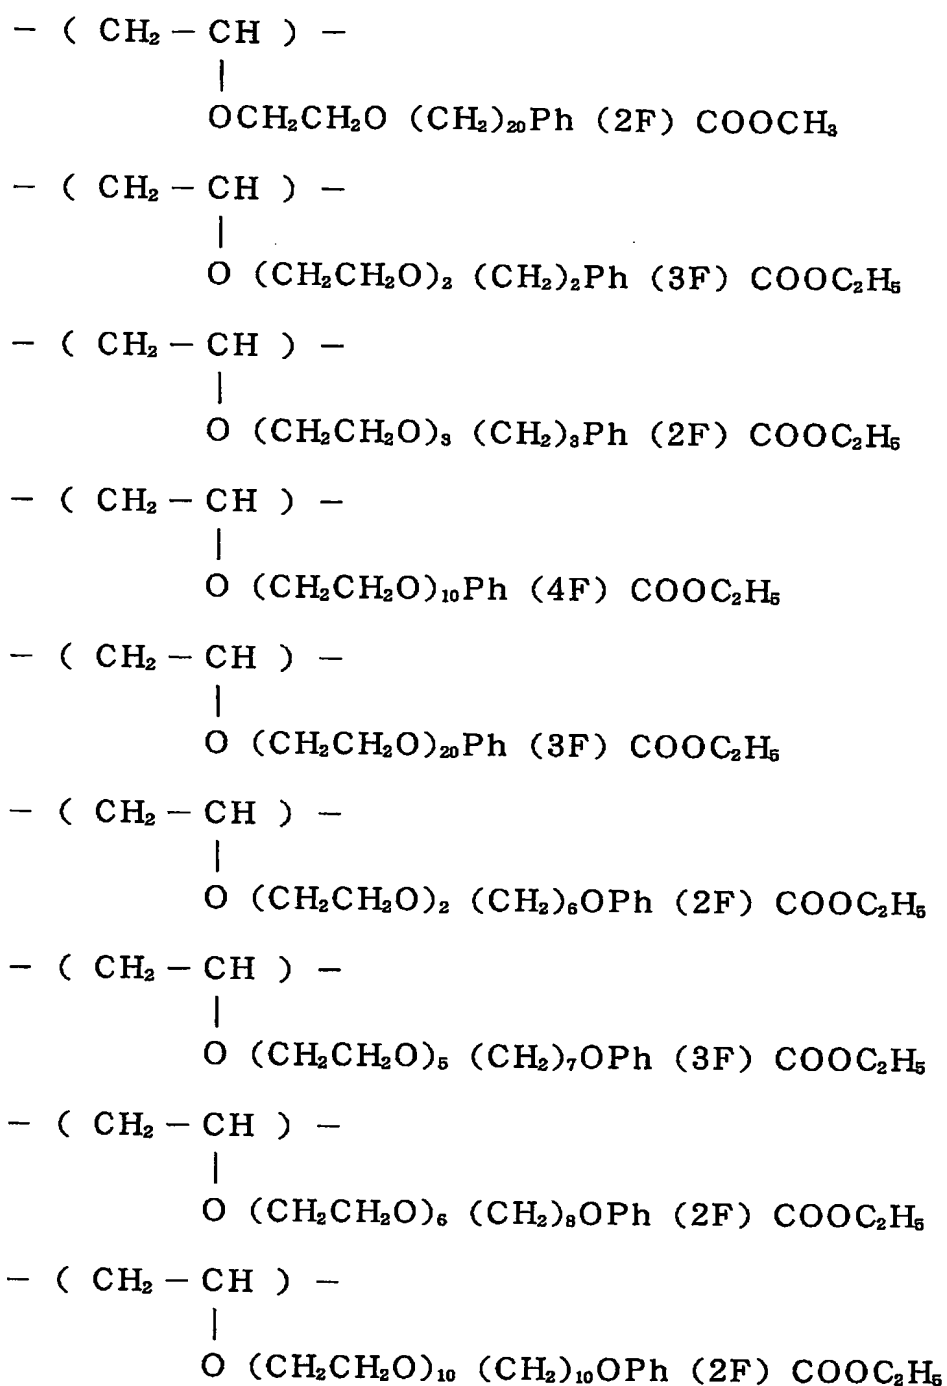 − ( CH₂ − CH ) −
|
OCH₂CH₂O (CH₂)₂₀Ph (2F) COOCH₃
− ( CH₂ − CH ) −
|
O (CH₂CH₂O)₂ (CH₂)₂Ph (3F) COOC₂H₅
− ( CH₂ − CH ) −
|
O (CH₂CH₂O)₃ (CH₂)₃Ph (2F) COOC₂H₅
− ( CH₂ − CH ) −
|
O (CH₂CH₂O)₁₀Ph (4F) COOC₂H₅
− ( CH₂ − CH ) −
|
O (CH₂CH₂O)₂₀Ph (3F) COOC₂H₅
− ( CH₂ − CH ) −
|
O (CH₂CH₂O)₂ (CH₂)₆OPh (2F) COOC₂H₅
− ( CH₂ − CH ) −
|
O (CH₂CH₂O)₅ (CH₂)₇OPh (3F) COOC₂H₅
− ( CH₂ − CH ) −
|
O (CH₂CH₂O)₆ (CH₂)₈OPh (2F) COOC₂H₅
− ( CH₂ − CH ) −
|
O (CH₂CH₂O)₁₀ (CH₂)₁₀OPh (2F) COOC₂H₅